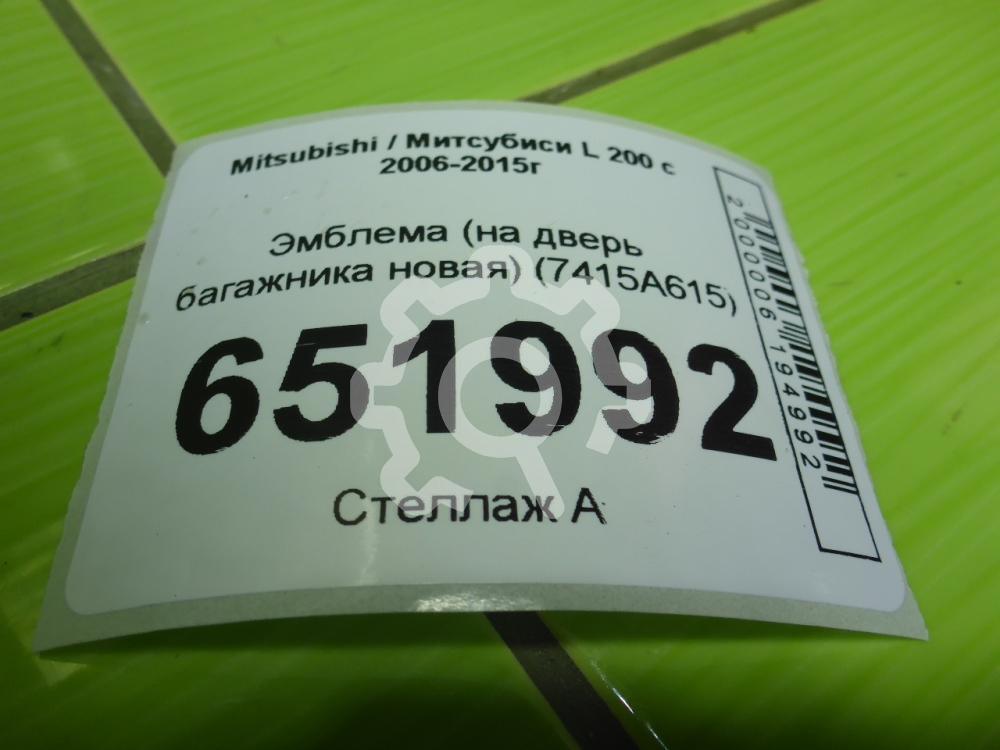 Mitsubishi / Митсубиси L 200 с
2006-2015г
Эмблема (на дверь
багажника новая) (7415A615)
651992
Стеллаж А
2000006194992